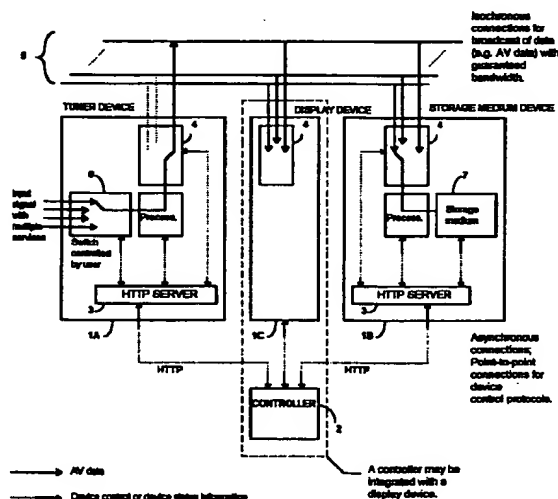 Isochronous
connections for
broadcast of data
(e.g. AV data) with
guaranteed
bandwidth.
5
TUNER DEVICE
DISPLAY DEVICE
STORAGE MEDIUM DEVICE
4
4
4
6
7
Input
signal
with
multiple
services
Process.
Process.
Storage
medium
Switch controlled
by user
HTTP SERVER
HTTP SERVER
3
3
1A
1C
1B
HTTP
HTTP
Asynchronous
connections;
Point-to-point
connections for
device
control protocols.
CONTROLLER
2
AV data
A controller may be
integrated with a
display device.
Device control or device status information